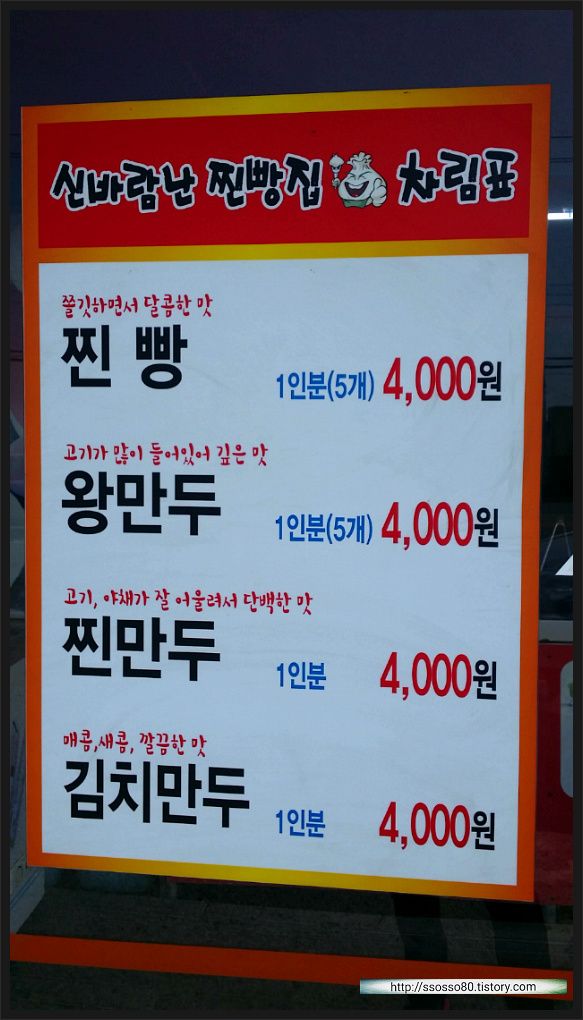 신바람난 찐빵집 차림표
쫄깃하면서 달콤한 맛
찐빵 1인분(5개) 4,000원
고기가 많이 들어있어 깊은 맛
왕만두 1인분(5개) 4,000원
고기, 야채가 잘 어울려서 담백한 맛
찐만두 1인분 4,000원
매콤,새콤, 깔끔한 맛
김치만두 1인분 4,000원
http://ssosso80.tistory.com